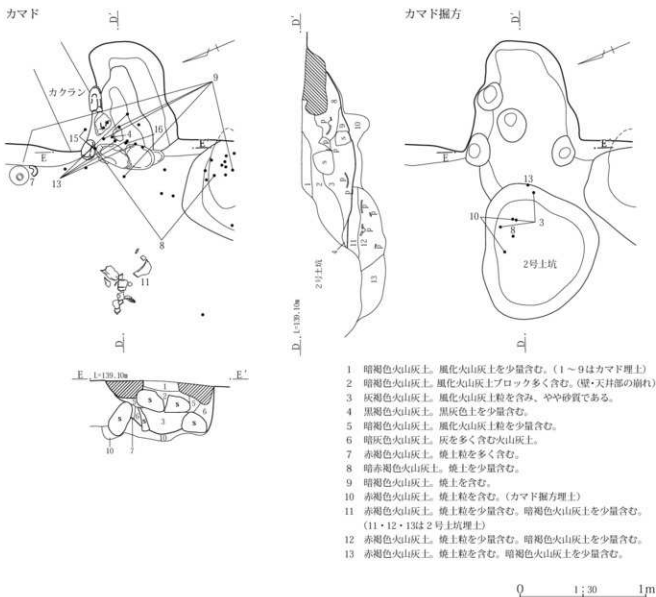 カマド
D'
カクラン
9
4
16
15
E
E'
7
13
8
11
D
D'
8
9
10
1
2
3
S
S
P
P
P
P
P
P
4
11
12
13
2号土坑
D L=139.10m
E L=139.10m E'
1
2
S
S
S
S
5
6
3
10
7
10
カマド掘方
D'
E
E'
13
10
3
8
2号土坑
D
1 暗褐色火山灰土。風化火山灰土を少量含む。(1～9はカマド埋土)
2 暗褐色火山灰土。風化火山灰土ブロック多く含む。(壁・天井部の崩れ)
3 灰褐色火山灰土。風化火山灰土粒を含み、やや砂質である。
4 黒褐色火山灰土。黒灰色土を少量含む。
5 暗褐色火山灰土。風化火山灰土粒を少量含む。
6 暗灰色火山灰土。灰を多く含む火山灰土。
7 赤褐色火山灰土。焼土粒を多く含む。
8 暗赤褐色火山灰土。焼土を少量含む。
9 暗褐色火山灰土。焼土を含む。
10 赤褐色火山灰土。焼土粒を含む。(カマド掘方埋土)
11 赤褐色火山灰土。焼土粒を少量含む。暗褐色火山灰土を少量含む。
(11・12・13は2号土坑埋土)
12 赤褐色火山灰土。焼土粒を少量含む。暗褐色火山灰土を少量含む。
13 赤褐色火山灰土。焼土粒を含む。暗褐色火山灰土を少量含む。
0 1:30 1m